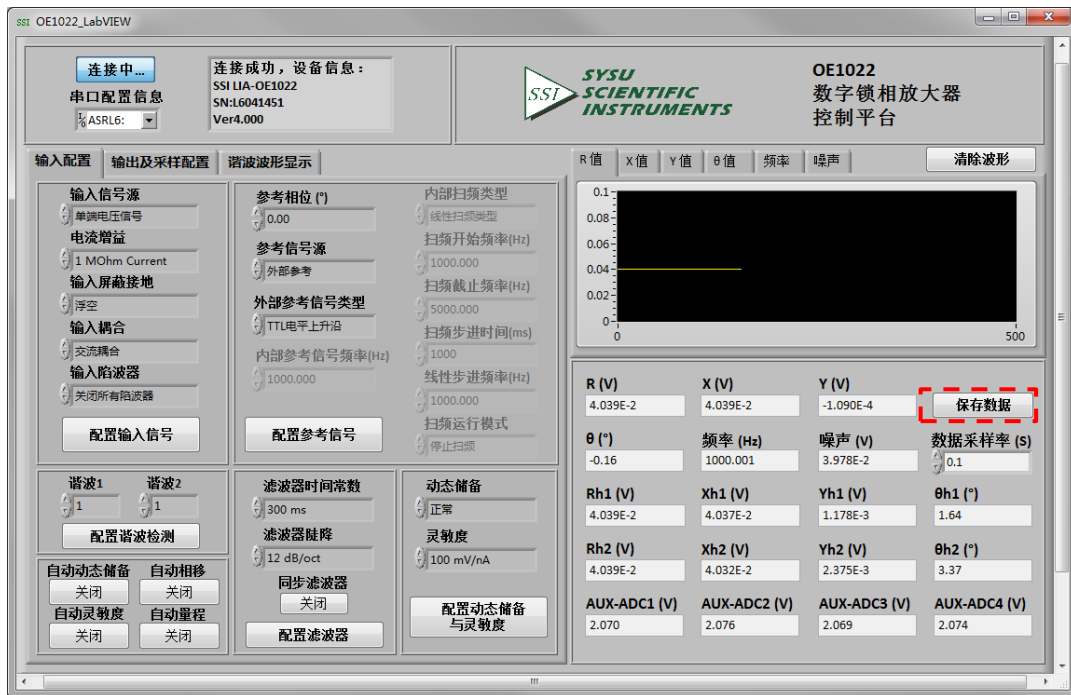 SSI OE1022_LabVIEW
连接中...
串口配置信息
ASRL6:
连接成功，设备信息：
SSI LIA-OE1022
SN:L6041451
Ver4.000
SSI
SYSU
SCIENTIFIC
INSTRUMENTS
OE1022
数字锁相放大器
控制平台
输入配置 输出及采样配置 谐波波形显示
输入信号源
单端电压信号
电流增益
1 MOhm Current
输入屏蔽接地
浮空
输入耦合
交流耦合
输入陷波器
关闭所有陷波器
配置输入信号
参考相位(°)
0.00
参考信号源
外部参考
外部参考信号类型
TTL电平上升沿
内部参考信号频率(Hz)
1000.000
配置参考信号
内部扫频类型
线性扫频类型
扫频开始频率(Hz)
1000.000
扫频截止频率(Hz)
5000.000
扫频步进时间(ms)
1000
线性步进频率(Hz)
1000.000
扫频运行模式
停止扫频
谐波1 谐波2
1 1
配置谐波检测
自动动态储备 自动相移
关闭 关闭
自动灵敏度 自动量程
关闭 关闭
滤波器时间常数
300 ms
滤波器陡降
12 dB/oct
同步滤波器
关闭
配置滤波器
动态储备
正常
灵敏度
100 mV/nA
配置动态储备
与灵敏度
R值 X值 Y值 θ值 频率 噪声
清除波形
0.1
0.08
0.06
0.04
0.02
0
0 500
R (V) X (V) Y (V)
4.039E-2 4.039E-2 -1.090E-4 保存数据
θ (°) 频率 (Hz) 噪声 (V) 数据采样率 (S)
-0.16 1000.001 3.978E-2 0.1
Rh1 (V) Xh1 (V) Yh1 (V) θh1 (°)
4.039E-2 4.037E-2 1.178E-3 1.64
Rh2 (V) Xh2 (V) Yh2 (V) θh2 (°)
4.039E-2 4.032E-2 2.375E-3 3.37
AUX-ADC1 (V) AUX-ADC2 (V) AUX-ADC3 (V) AUX-ADC4 (V)
2.070 2.076 2.069 2.074